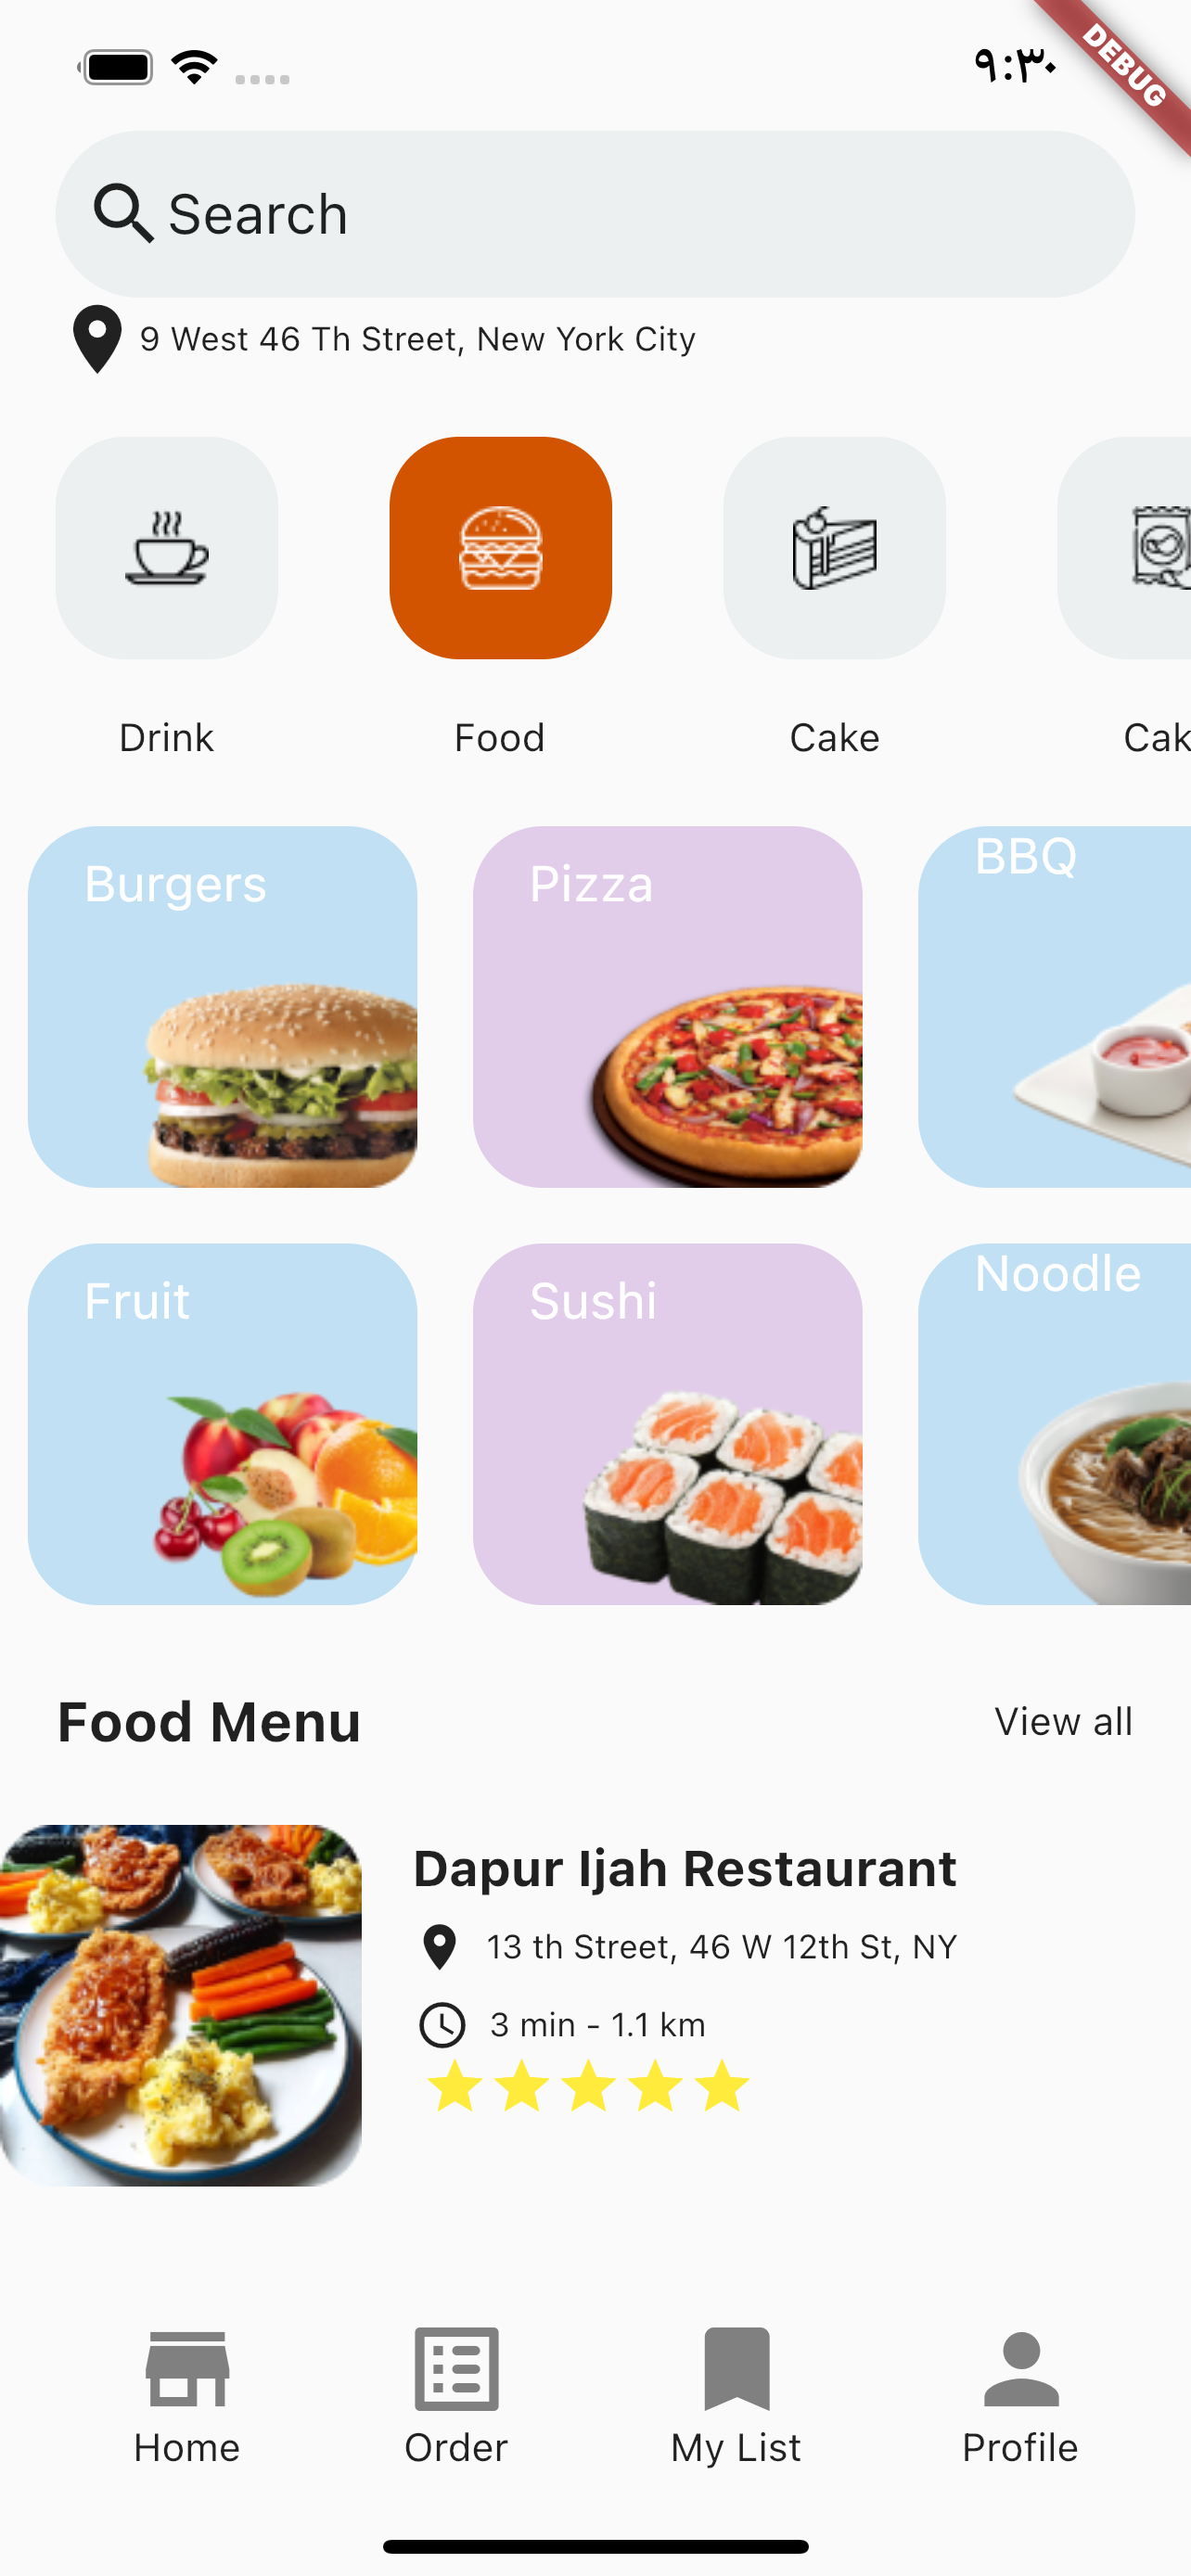 ٩:٣٠
DEBUG
Search
9 West 46 Th Street, New York City
Drink
Food
Cake
Cak
Burgers
Pizza
BBQ
Fruit
Sushi
Noodle
Food Menu
View all
Dapur Ijah Restaurant
13 th Street, 46 W 12th St, NY
3 min - 1.1 km
Home
Order
My List
Profile